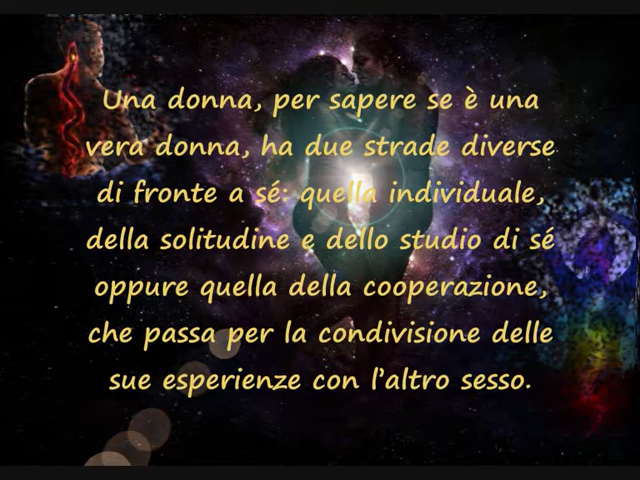 Una donna, per sapere se è una
vera donna, ha due strade diverse
di fronte a sé: quella individuale,
della solitudine e dello studio di sé
oppure quella della cooperazione,
che passa per la condivisione delle
sue esperienze con l'altro sesso.